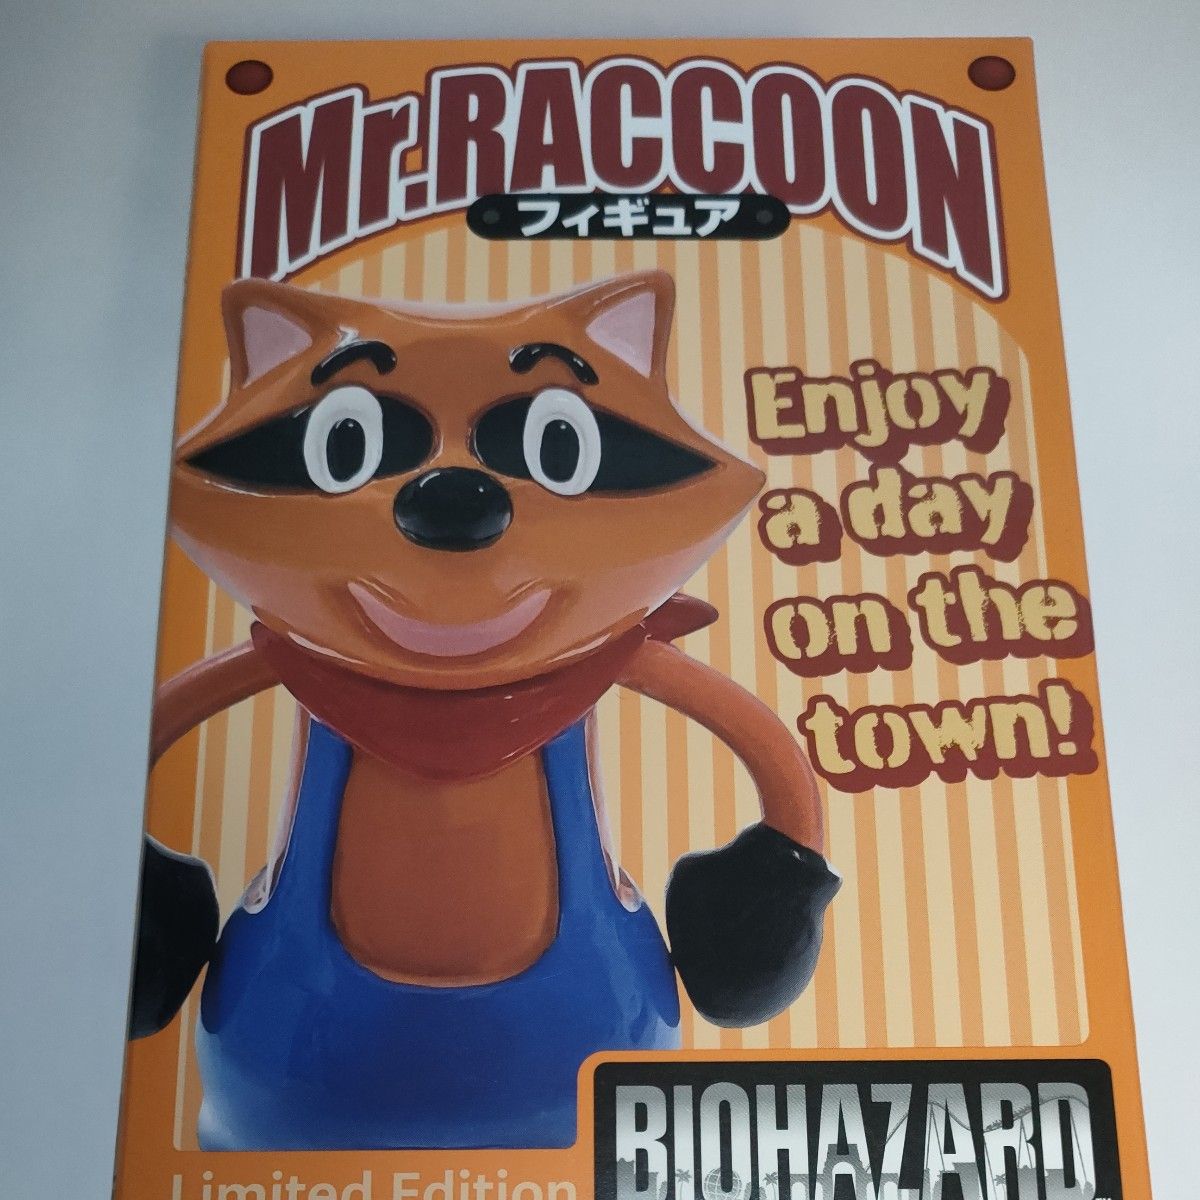 Mr.RACCOON
フィギュア
Enjoy
a day
on the
town!
BIOHAZARD
Limited Edition